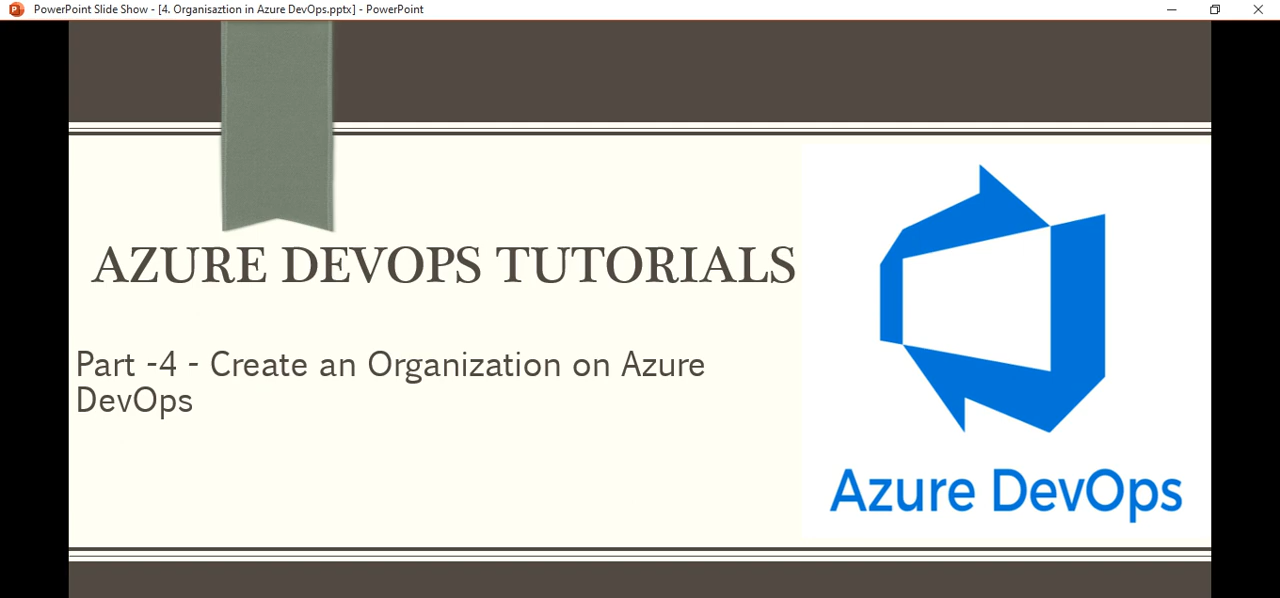 PowerPoint Slide Show - [4. Organisaztion in Azure DevOps.pptx] - PowerPoint
AZURE DEVOPS TUTORIALS
Part -4 - Create an Organization on Azure
DevOps
Azure DevOps